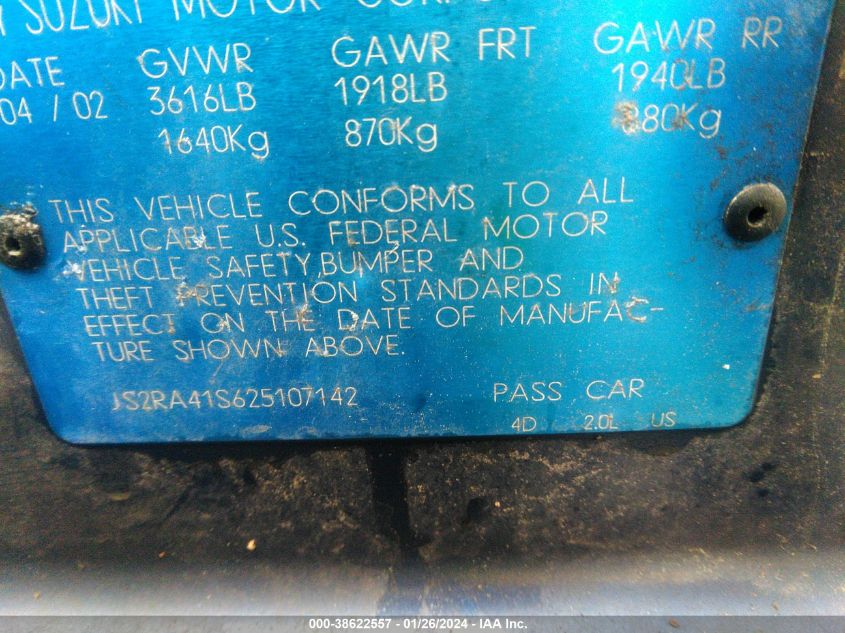 SUZUKI MOTOR
DATE GVWR GAWR FRT GAWR RR
04 / 02 3616LB 1918LB 1940LB
1640Kg 870Kg 880Kg
THIS VEHICLE CONFORMS TO ALL
APPLICABLE U.S. FEDERAL MOTOR
VEHICLE SAFETY,BUMPER AND
THEFT PREVENTION STANDARDS IN
EFFECT ON THE DATE OF MANUFAC-
TURE SHOWN ABOVE.
JS2RA41S625107142 PASS CAR
4D 2.0L US
000-38622557 - 01/26/2024 - IAA Inc.